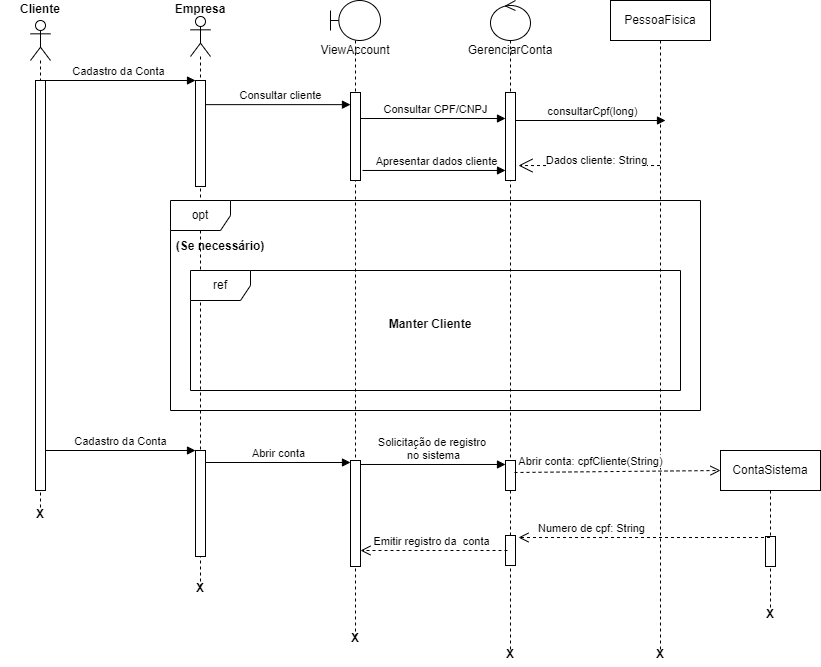 Cliente
Empresa
ViewAccount
GerenciarConta
PessoaFisica
Cadastro da Conta
Consultar cliente
Consultar CPF/CNPJ
consultarCpf(long)
Apresentar dados cliente
Dados cliente: String
opt
(Se necessário)
ref
Manter Cliente
Cadastro da Conta
Abrir conta
Solicitação de registro
no sistema
Abrir conta: cpfCliente(String)
ContaSistema
Numero de cpf: String
Emitir registro da conta
X
X
X
X
X
X